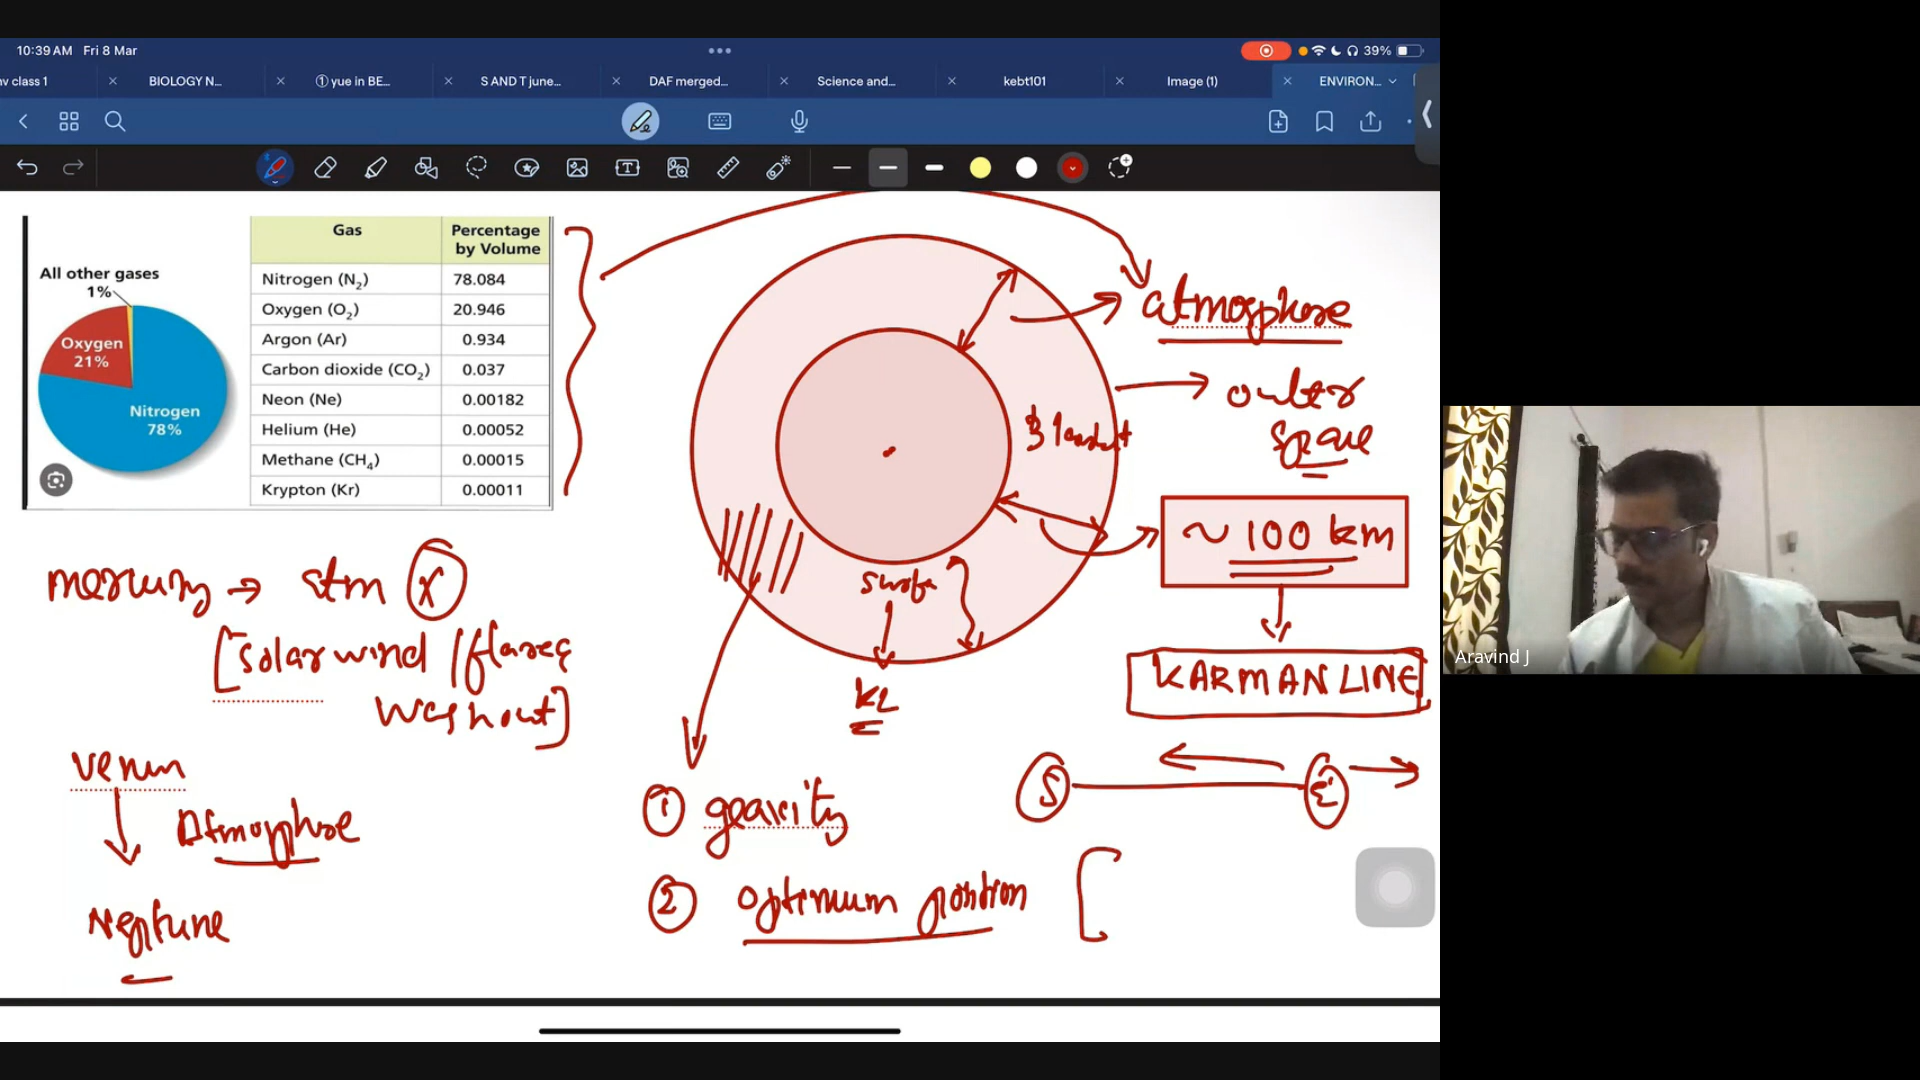 10:39 AM Fri 8 Mar
39%
nv class 1
BIOLOGY N...
① yue in BE...
S AND T june...
DAF merged...
Science and...
kebt101
Image (1)
ENVIRON...
All other gases
1%
Oxygen
21%
Nitrogen
78%
Gas Percentage by Volume
Nitrogen (N₂) 78.084
Oxygen (O₂) 20.946
Argon (Ar) 0.934
Carbon dioxide (CO₂) 0.037
Neon (Ne) 0.00182
Helium (He) 0.00052
Methane (CH₄) 0.00015
Krypton (Kr) 0.00011
atmosphere
outer
space
~ 100 km
KARMAN LINE
surface
KL
mercury → atm (X)
[solar wind / flares
washout]
venus
Atmosphere
Neptune
① gravity
② optimum position [
S E
Aravind J